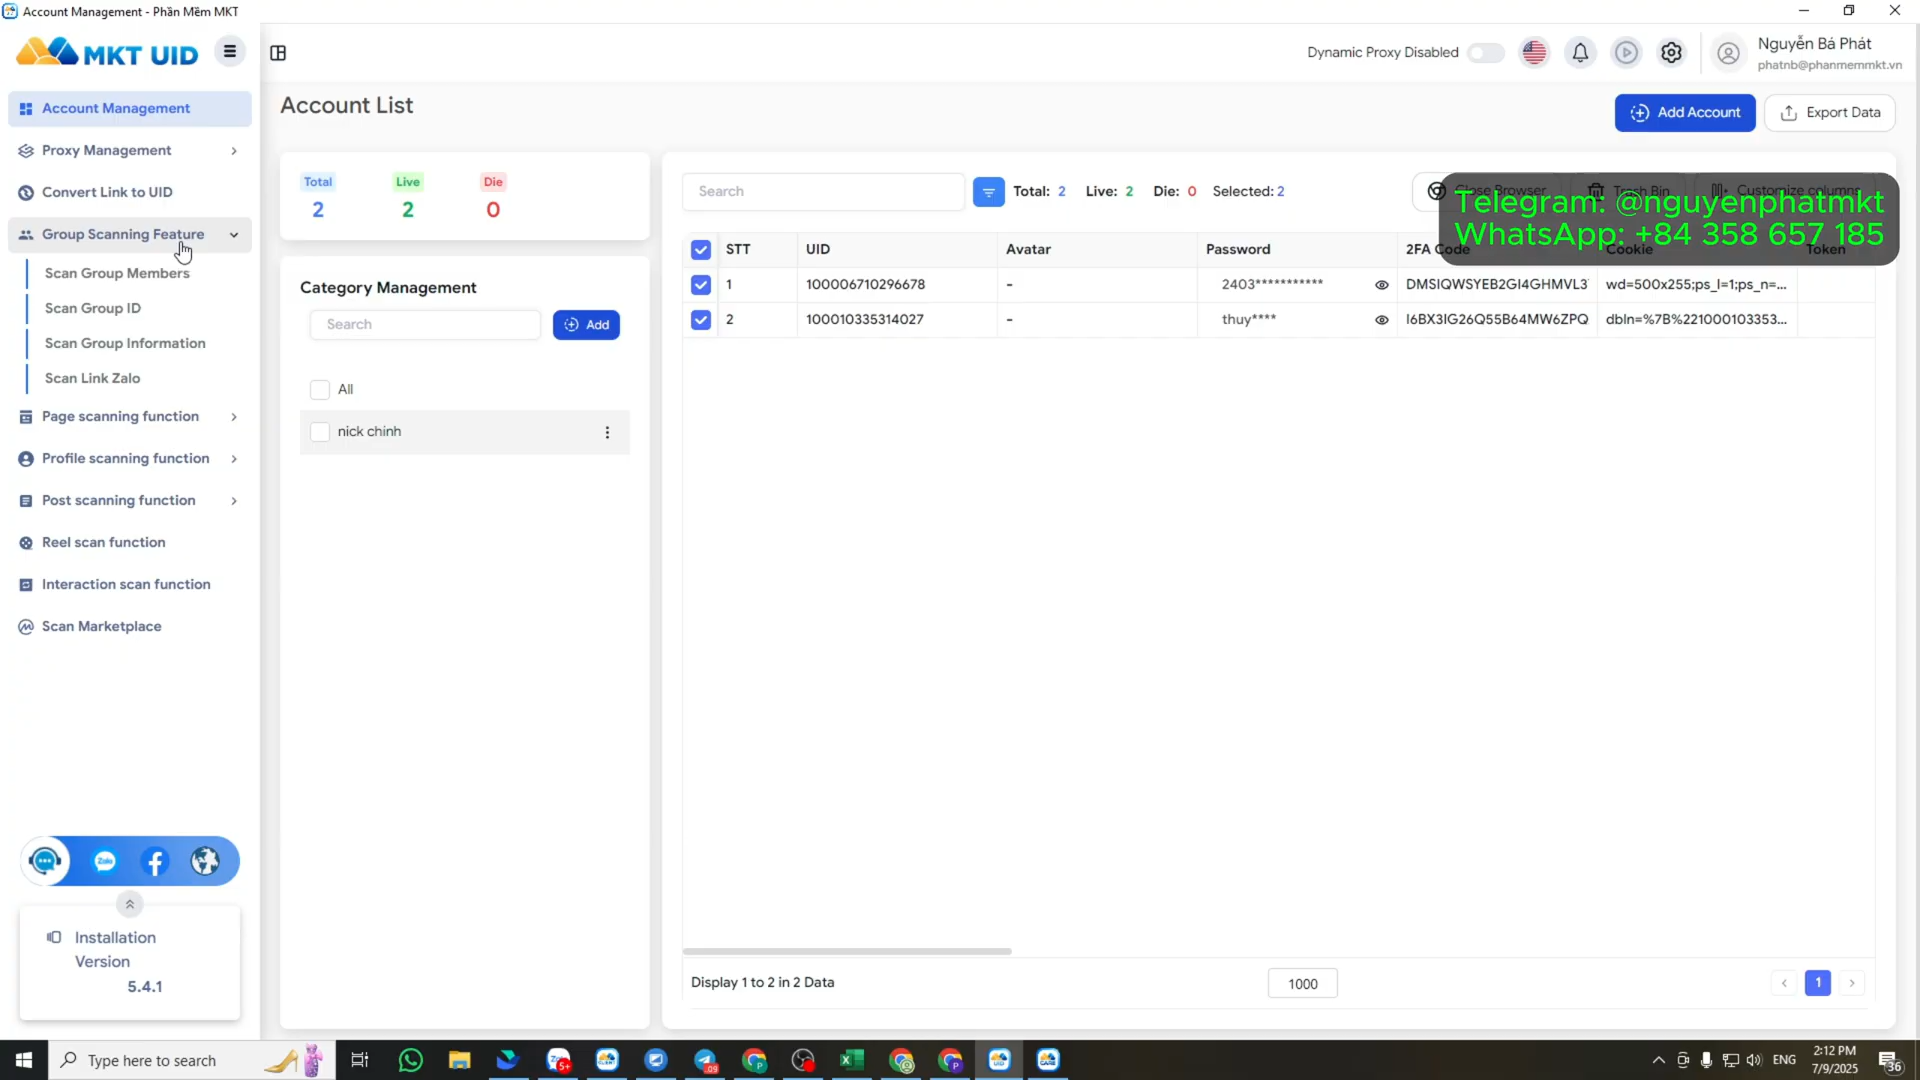 Account Management - Phần Mềm MKT
MKT UID
Dynamic Proxy Disabled
Nguyễn Bá Phát
phatnb@phanmemmkt.vn
Account Management
Proxy Management
Convert Link to UID
Group Scanning Feature
Scan Group Members
Scan Group ID
Scan Group Information
Scan Link Zalo
Page scanning function
Profile scanning function
Post scanning function
Reel scan function
Interaction scan function
Scan Marketplace
Installation
Version
5.4.1
Account List
Add Account
Export Data
Total Live Die
2 2 0
Category Management
Search
Add
All
nick chinh
Search
Total: 2 Live: 2 Die: 0 Selected: 2
Close Browser Trash Bin Customize columns
Telegram: @nguyenphatmkt
WhatsApp: +84 358 657 185
STT UID Avatar Password 2FA Code Cookie Token
1 100006710296678 - 2403*********** DMSIQWSYEB2GI4GHMVL3 wd=500x255;ps_l=1;ps_n=...
2 100010335314027 - thuy**** I6BX3IG26Q55B64MW6ZPQ dbln=%7B%221000103353...
Display 1 to 2 in 2 Data
1000
1
Type here to search
ENG
2:12 PM
7/9/2025
36